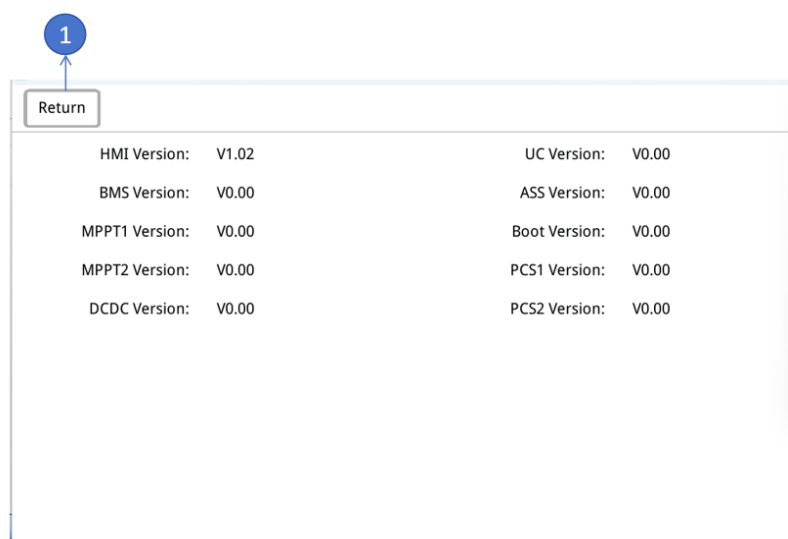 1
Return
HMI Version: V1.02 UC Version: V0.00
BMS Version: V0.00 ASS Version: V0.00
MPPT1 Version: V0.00 Boot Version: V0.00
MPPT2 Version: V0.00 PCS1 Version: V0.00
DCDC Version: V0.00 PCS2 Version: V0.00